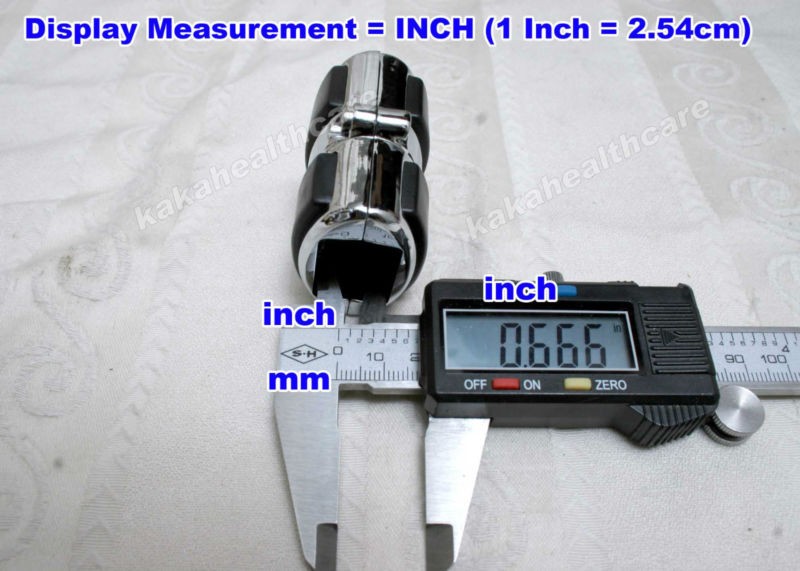 Display Measurement = INCH (1 Inch = 2.54cm)
kakahealthcare
kakahealthcare
inch
inch
0.666 in
S-H
0 10 2
90 100
4
mm
OFF ON ZERO